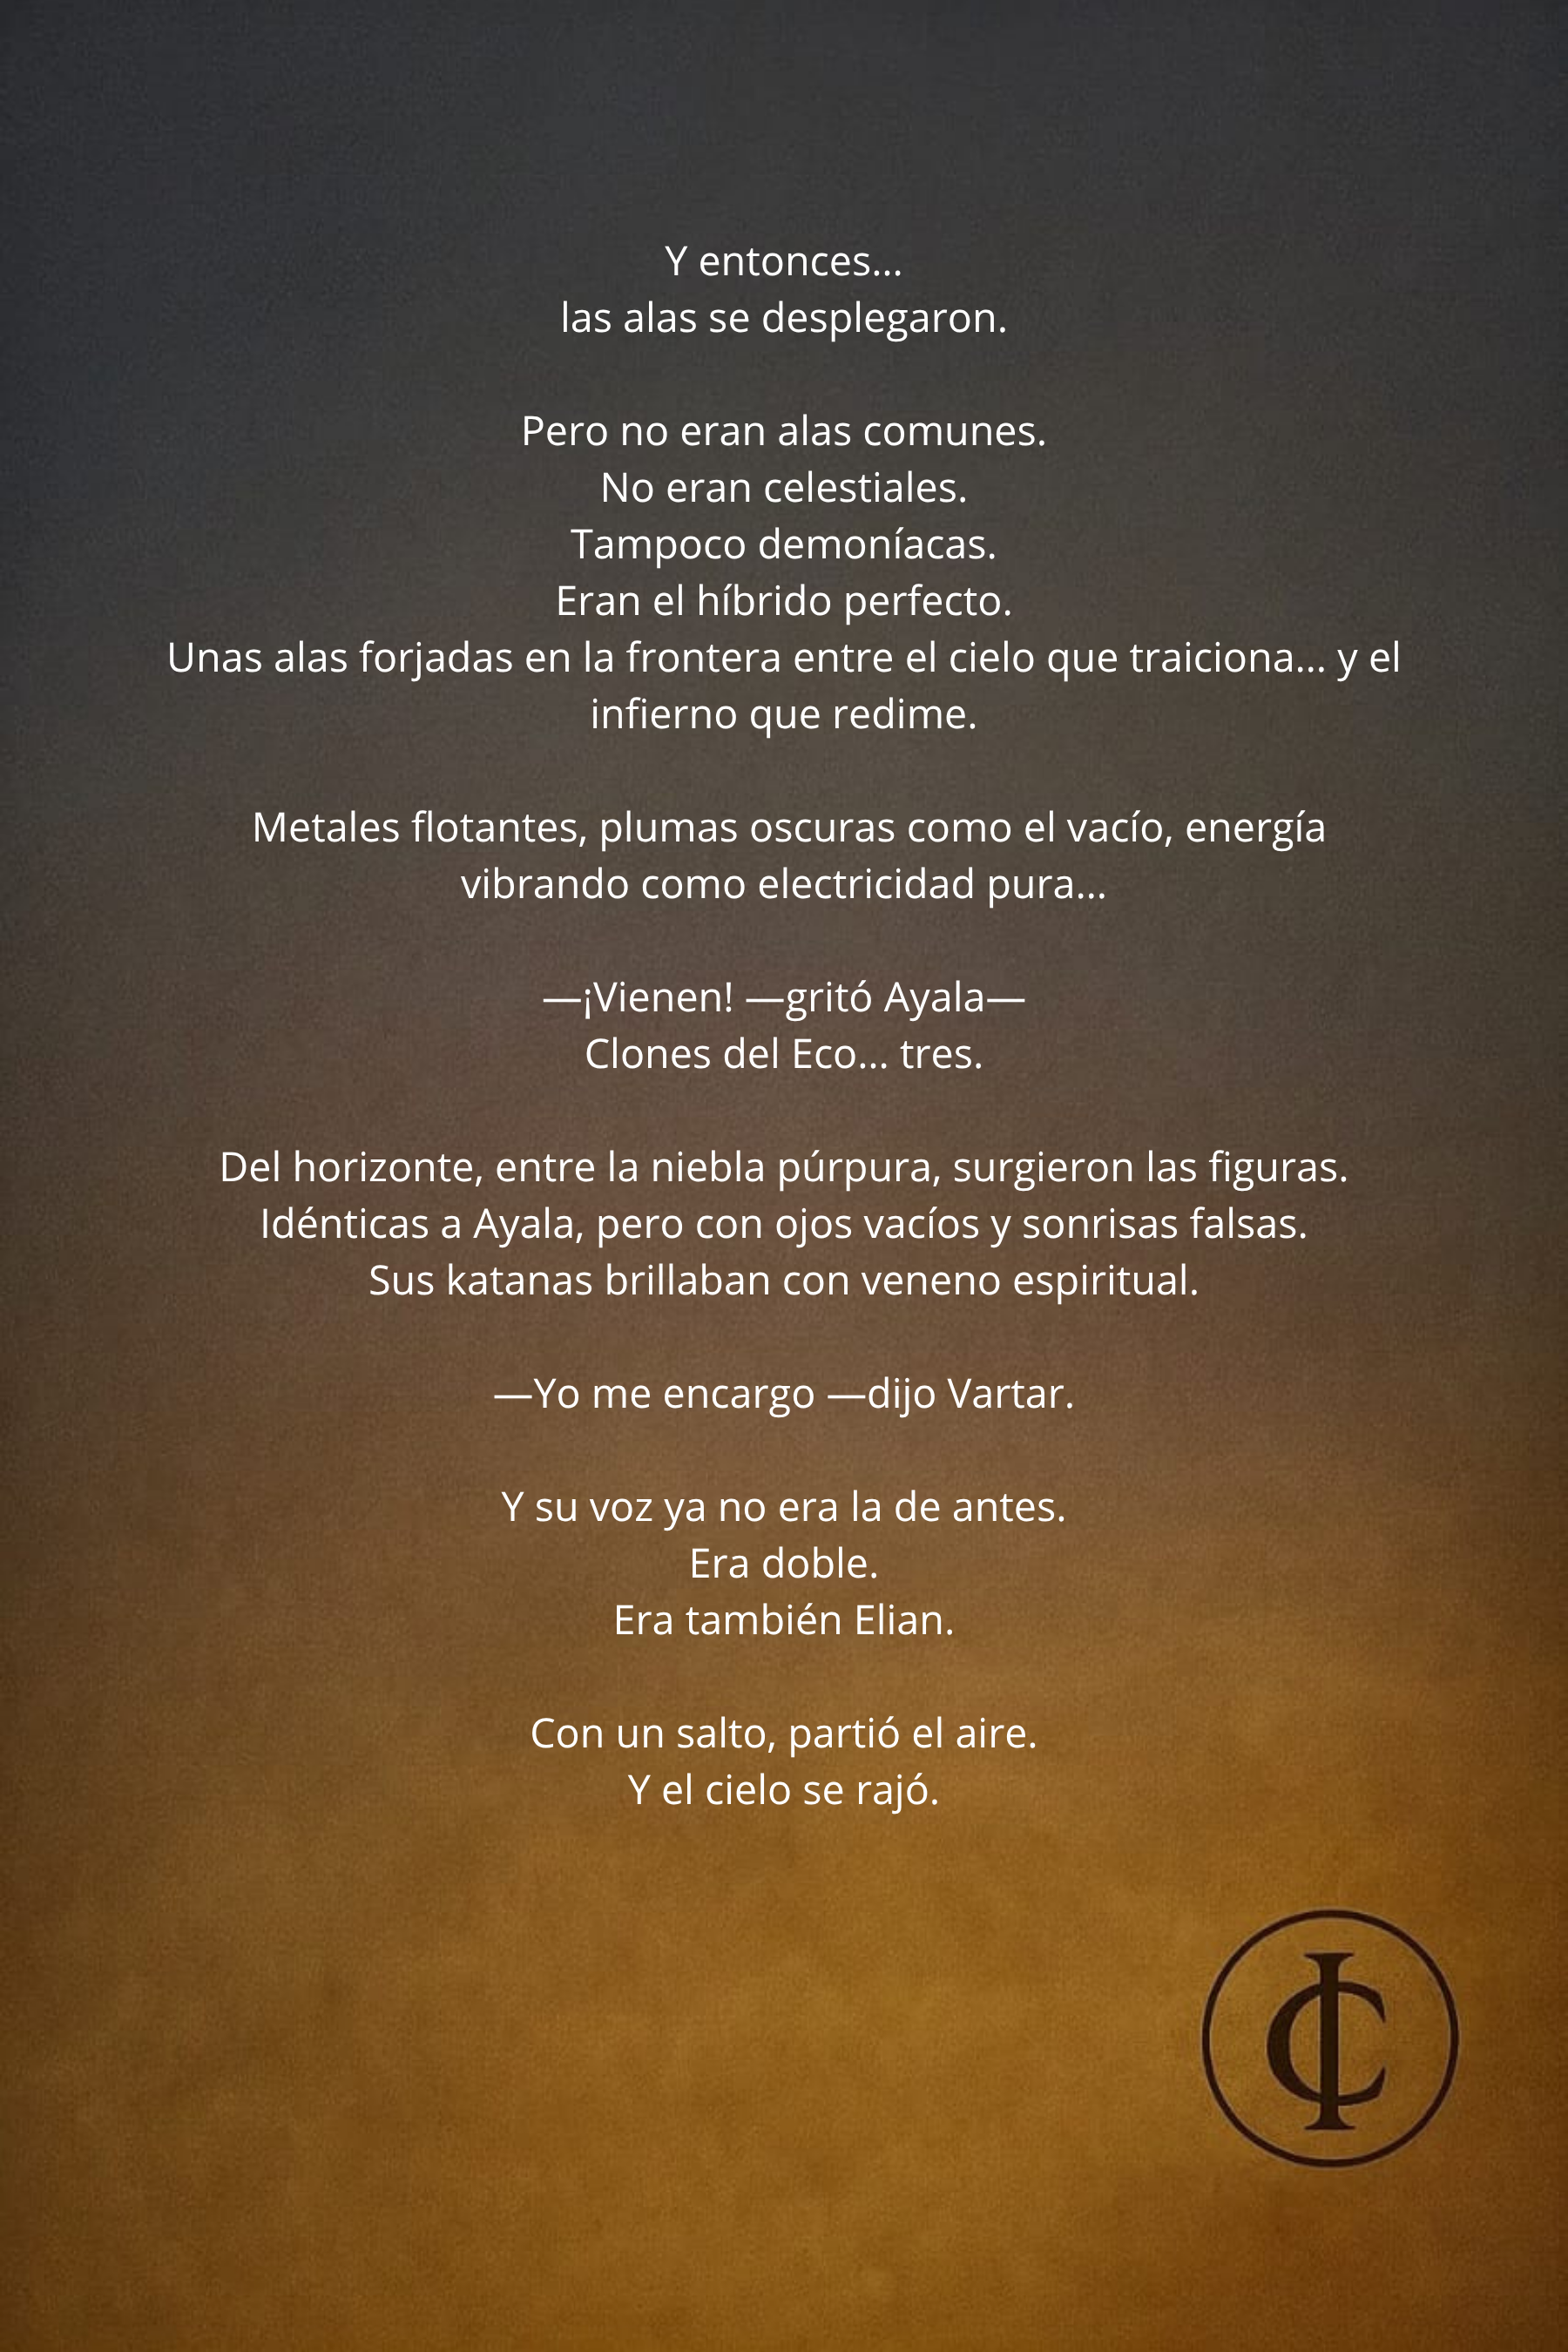 Y entonces...
las alas se desplegaron.
Pero no eran alas comunes.
No eran celestiales.
Tampoco demoníacas.
Eran el híbrido perfecto.
Unas alas forjadas en la frontera entre el cielo que traiciona... y el
infierno que redime.
Metales flotantes, plumas oscuras como el vacío, energía
vibrando como electricidad pura...
—¡Vienen! —gritó Ayala—
Clones del Eco... tres.
Del horizonte, entre la niebla púrpura, surgieron las figuras.
Idénticas a Ayala, pero con ojos vacíos y sonrisas falsas.
Sus katanas brillaban con veneno espiritual.
—Yo me encargo —dijo Vartar.
Y su voz ya no era la de antes.
Era doble.
Era también Elian.
Con un salto, partió el aire.
Y el cielo se rajó.
IC